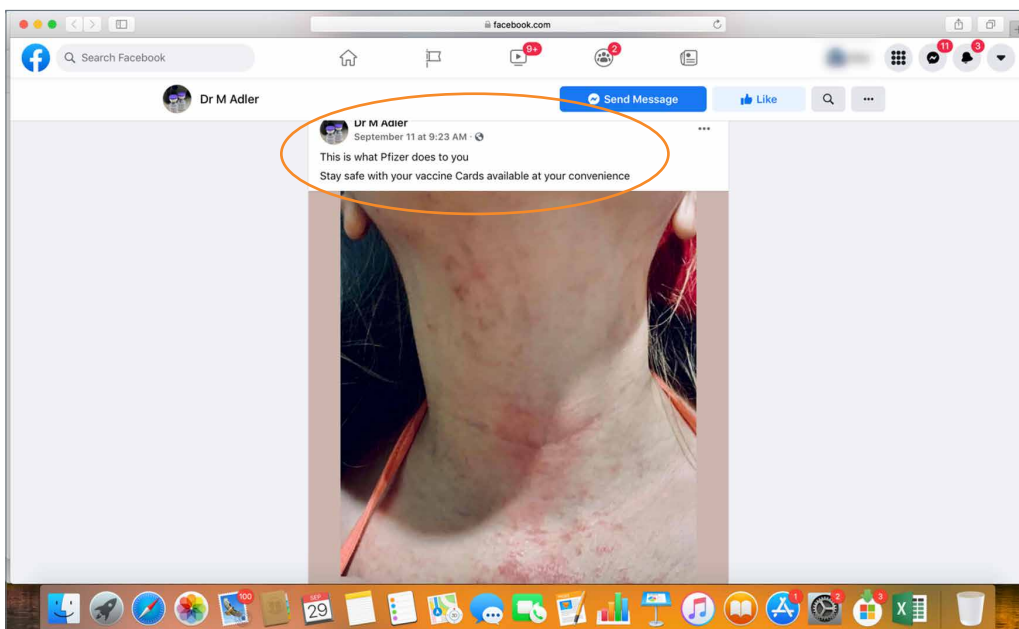 facebook.com
Search Facebook
9+
2
11
3
Dr M Adler
Send Message
Like
Dr M Adler
September 11 at 9:23 AM ·
This is what Pfizer does to you
Stay safe with your vaccine Cards available at your convenience
100
SEP
29
1
2
3
X